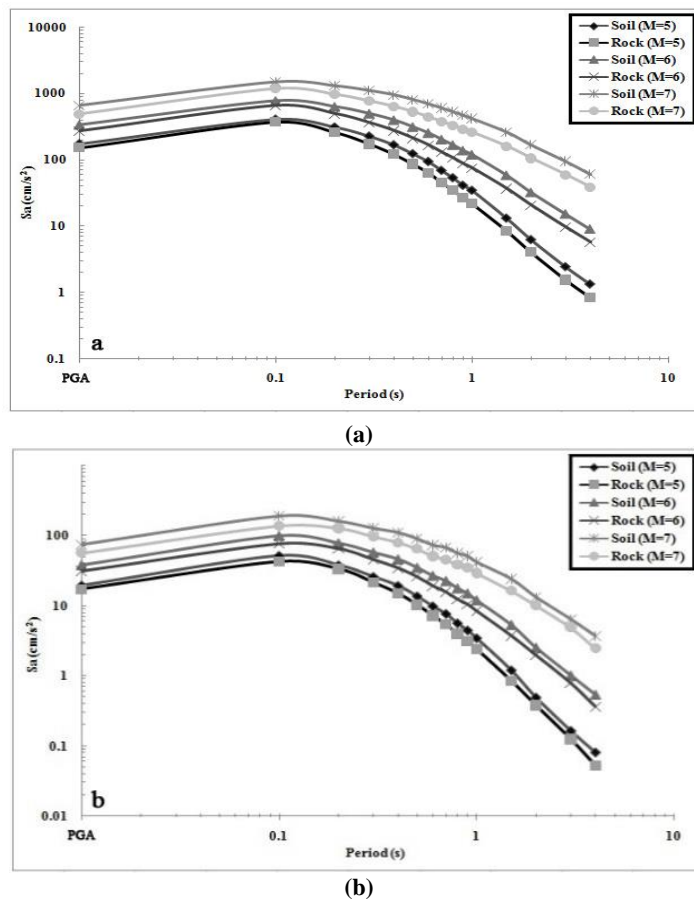 10000
1000
100
10
1
0.1
Sa (cm/s²)
a
PGA
0.1
1
10
Period (s)
Soil (M=5)
Rock (M=5)
Soil (M=6)
Rock (M=6)
Soil (M=7)
Rock (M=7)
(a)
100
10
1
0.1
0.01
Sa (cm/s²)
b
PGA
0.1
1
10
Period (s)
Soil (M=5)
Rock (M=5)
Soil (M=6)
Rock (M=6)
Soil (M=7)
Rock (M=7)
(b)